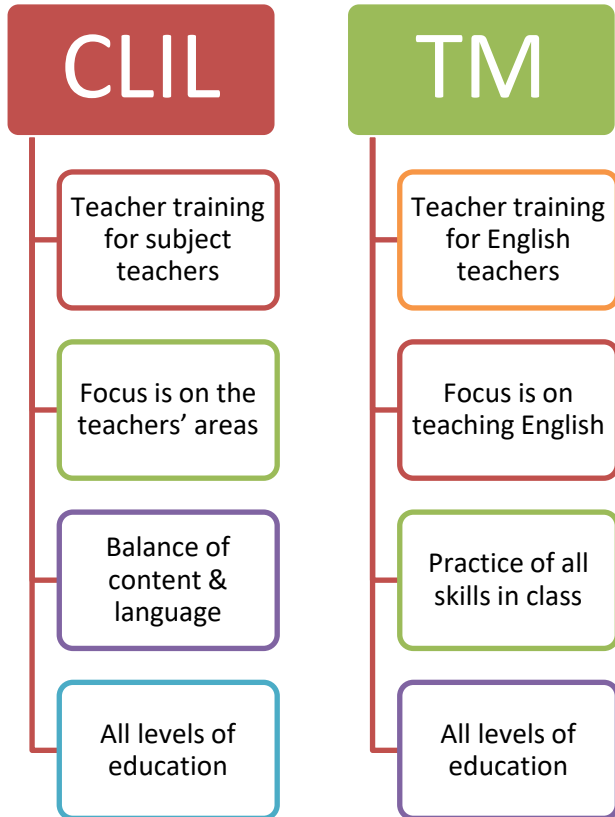 CLIL
Teacher training
for subject
teachers
Focus is on the
teachers’ areas
Balance of
content &
language
All levels of
education
TM
Teacher training
for English
teachers
Focus is on
teaching English
Practice of all
skills in class
All levels of
education